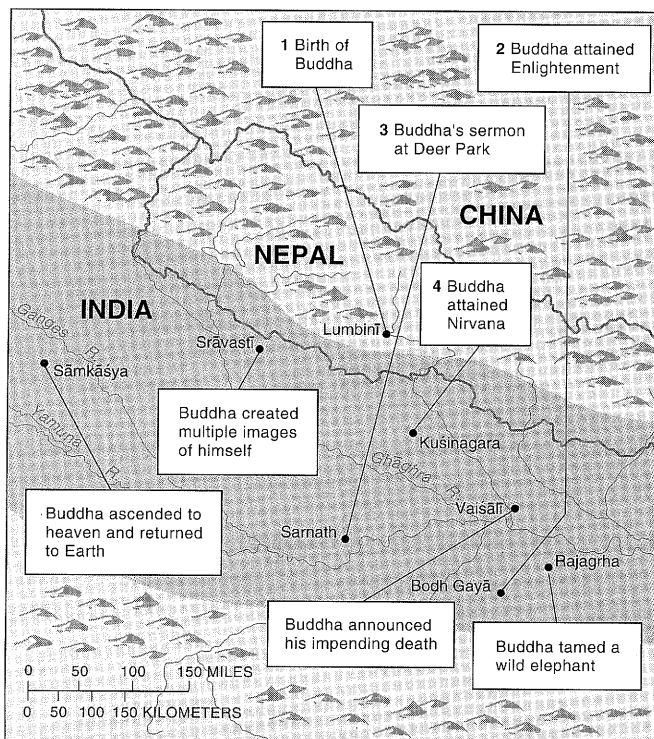 1 Birth of
Buddha
2 Buddha attained
Enlightenment
3 Buddha's sermon
at Deer Park
CHINA
NEPAL
4 Buddha
attained
Nirvana
INDIA
Lumbinī
Ganges R.
Srāvastī
Sāmkāśya
Buddha created
multiple images
of himself
Kuśinagara
Yamuna R.
Ghāghra R.
Buddha ascended to
heaven and returned
to Earth
Vaiśālī
Sarnath
Rajagrha
Bodh Gayā
Buddha announced
his impending death
Buddha tamed a
wild elephant
0 50 100 150 MILES
0 50 100 150 KILOMETERS